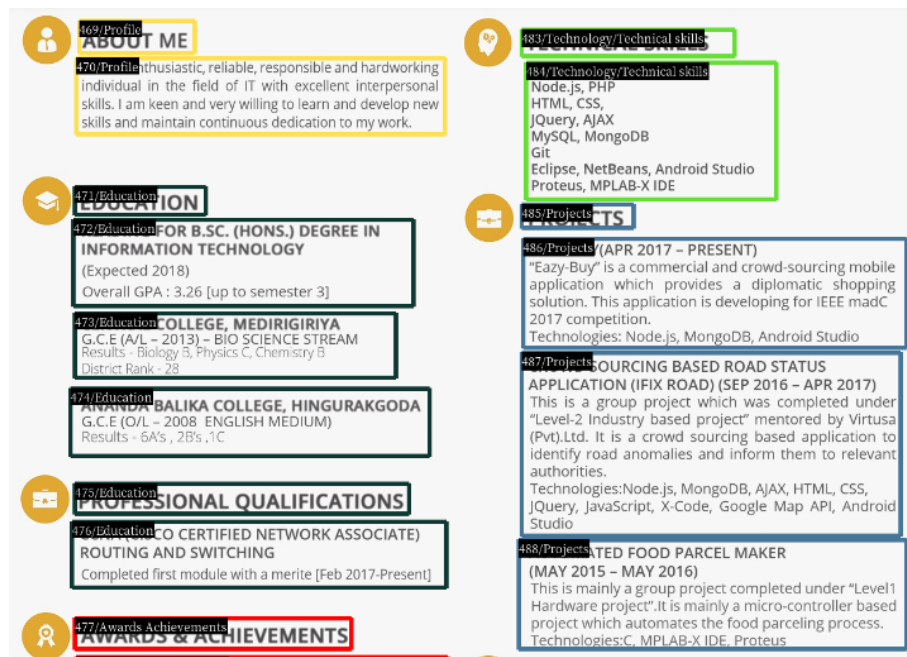 469/Profile
ABOUT ME
470/Profile
nthusiastic, reliable, responsible and hardworking
individual in the field of IT with excellent interpersonal
skills. I am keen and very willing to learn and develop new
skills and maintain continuous dedication to my work.
471/Education
EDUCATION
472/Education
FOR B.SC. (HONS.) DEGREE IN
INFORMATION TECHNOLOGY
(Expected 2018)
Overall GPA : 3.26 [up to semester 3]
473/Education
COLLEGE, MEDIRIGIRIYA
G.C.E (A/L – 2013) – BIO SCIENCE STREAM
Results - Biology B, Physics C, Chemistry B
District Rank - 28
474/Education
ANANDA BALIKA COLLEGE, HINGURAKGODA
G.C.E (O/L – 2008 ENGLISH MEDIUM)
Results - 6A's , 2B's ,1C
475/Education
PROFESSIONAL QUALIFICATIONS
476/Education
CCNA (CISCO CERTIFIED NETWORK ASSOCIATE)
ROUTING AND SWITCHING
Completed first module with a merite [Feb 2017-Present]
477/Awards Achievements
AWARDS & ACHIEVEMENTS
483/Technology/Technical skills
TECHNICAL SKILLS
484/Technology/Technical skills
Node.js, PHP
HTML, CSS,
JQuery, AJAX
MySQL, MongoDB
Git
Eclipse, NetBeans, Android Studio
Proteus, MPLAB-X IDE
485/Projects
PROJECTS
486/Projects
(APR 2017 – PRESENT)
“Eazy-Buy” is a commercial and crowd-sourcing mobile
application which provides a diplomatic shopping
solution. This application is developing for IEEE madC
2017 competition.
Technologies: Node.js, MongoDB, Android Studio
487/Projects
CROWD SOURCING BASED ROAD STATUS
APPLICATION (IFIX ROAD) (SEP 2016 – APR 2017)
This is a group project which was completed under
“Level-2 Industry based project” mentored by Virtusa
(Pvt).Ltd. It is a crowd sourcing based application to
identify road anomalies and inform them to relevant
authorities.
Technologies:Node.js, MongoDB, AJAX, HTML, CSS,
JQuery, JavaScript, X-Code, Google Map API, Android
Studio
488/Projects
ATED FOOD PARCEL MAKER
(MAY 2015 – MAY 2016)
This is mainly a group project completed under “Level1
Hardware project”.It is mainly a micro-controller based
project which automates the food parceling process.
Technologies:C, MPLAB-X IDE, Proteus